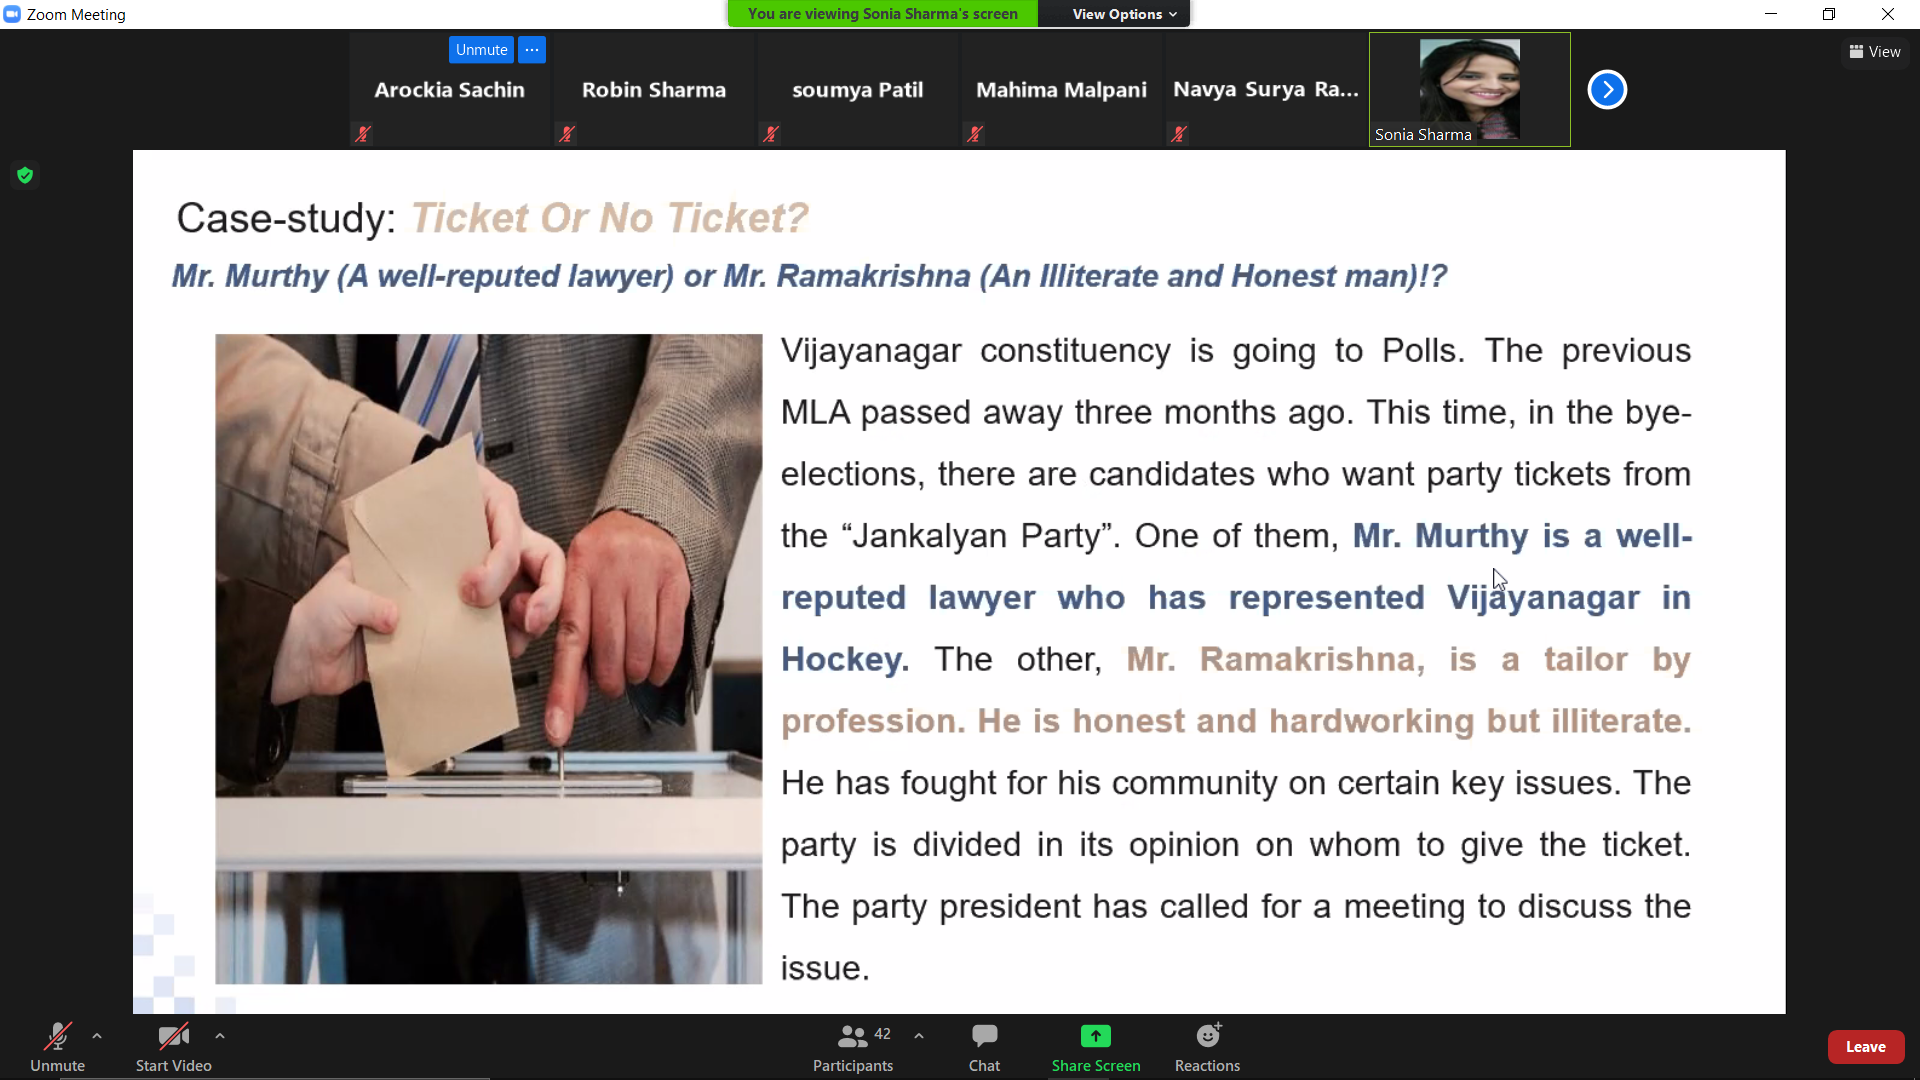 Zoom Meeting
You are viewing Sonia Sharma's screen
View Options
View
Unmute
...
Arockia Sachin
Robin Sharma
soumya Patil
Mahima Malpani
Navya Surya Ra...
Sonia Sharma
Case-study: Ticket Or No Ticket?
Mr. Murthy (A well-reputed lawyer) or Mr. Ramakrishna (An Illiterate and Honest man)!?
Vijayanagar constituency is going to Polls. The previous
MLA passed away three months ago. This time, in the bye-
elections, there are candidates who want party tickets from
the “Jankalyan Party”. One of them, Mr. Murthy is a well-
reputed lawyer who has represented Vijayanagar in
Hockey. The other, Mr. Ramakrishna, is a tailor by
profession. He is honest and hardworking but illiterate.
He has fought for his community on certain key issues. The
party is divided in its opinion on whom to give the ticket.
The party president has called for a meeting to discuss the
issue.
Unmute
Start Video
42
Participants
Chat
Share Screen
Reactions
Leave